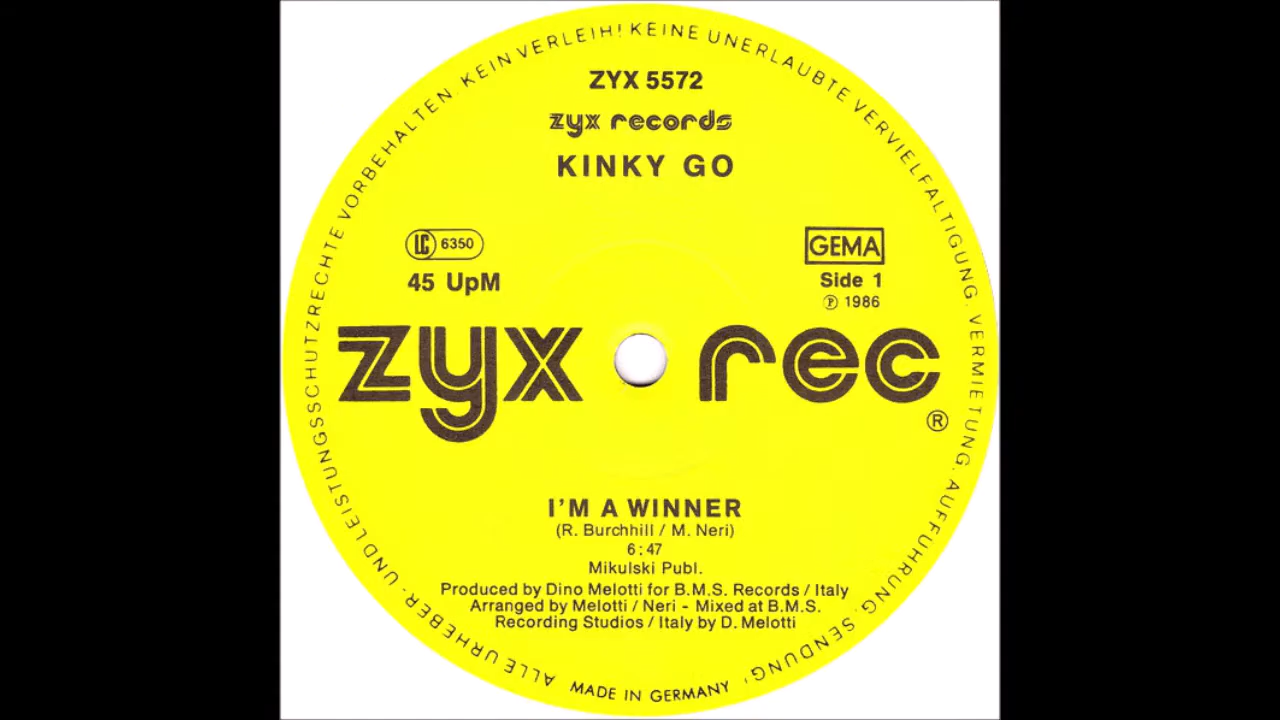 ALLE URHEBER- UND LEISTUNGSSCHUTZRECHTE VORBEHALTEN. KEIN VERLEIH! KEINE UNERLAUBTE VERVIELFÄLTIGUNG, VERMIETUNG, AUFFÜHRUNG, SENDUNG!
ZYX 5572
zyx records
KINKY GO
LC 6350
GEMA
45 UpM
Side 1
℗ 1986
zyx rec
®
I'M A WINNER
(R. Burchhill / M. Neri)
6:47
Mikulski Publ.
Produced by Dino Melotti for B.M.S. Records / Italy
Arranged by Melotti / Neri - Mixed at B.M.S.
Recording Studios / Italy by D. Melotti
MADE IN GERMANY